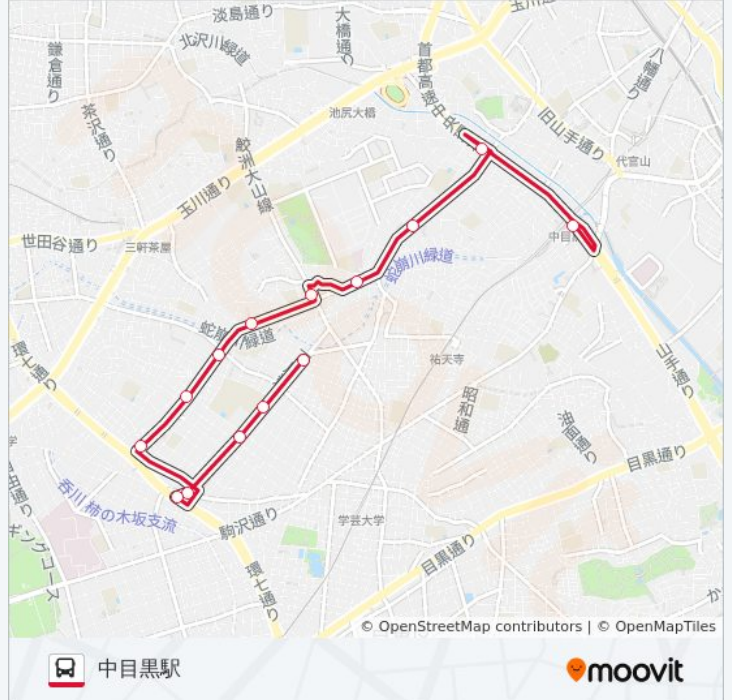 淡島通り
大橋通り
玉川通り
北沢川緑道
鎌倉通り
首都高速中央
八幡通り
茶沢通り
池尻大橋
旧山手通り
代官山
鮫洲大山線
玉川通り
世田谷通り
三軒茶屋
中目
蛇崩川緑道
蛇崩川緑道
環七通り
祐天寺
山手通り
昭和通
油面通り
目黒通り
呑川柿の木坂支流
駒沢通り
学芸大学
目黒通り
環七通り
か
© OpenStreetMap contributors | © OpenMapTiles
中目黒駅
moovit